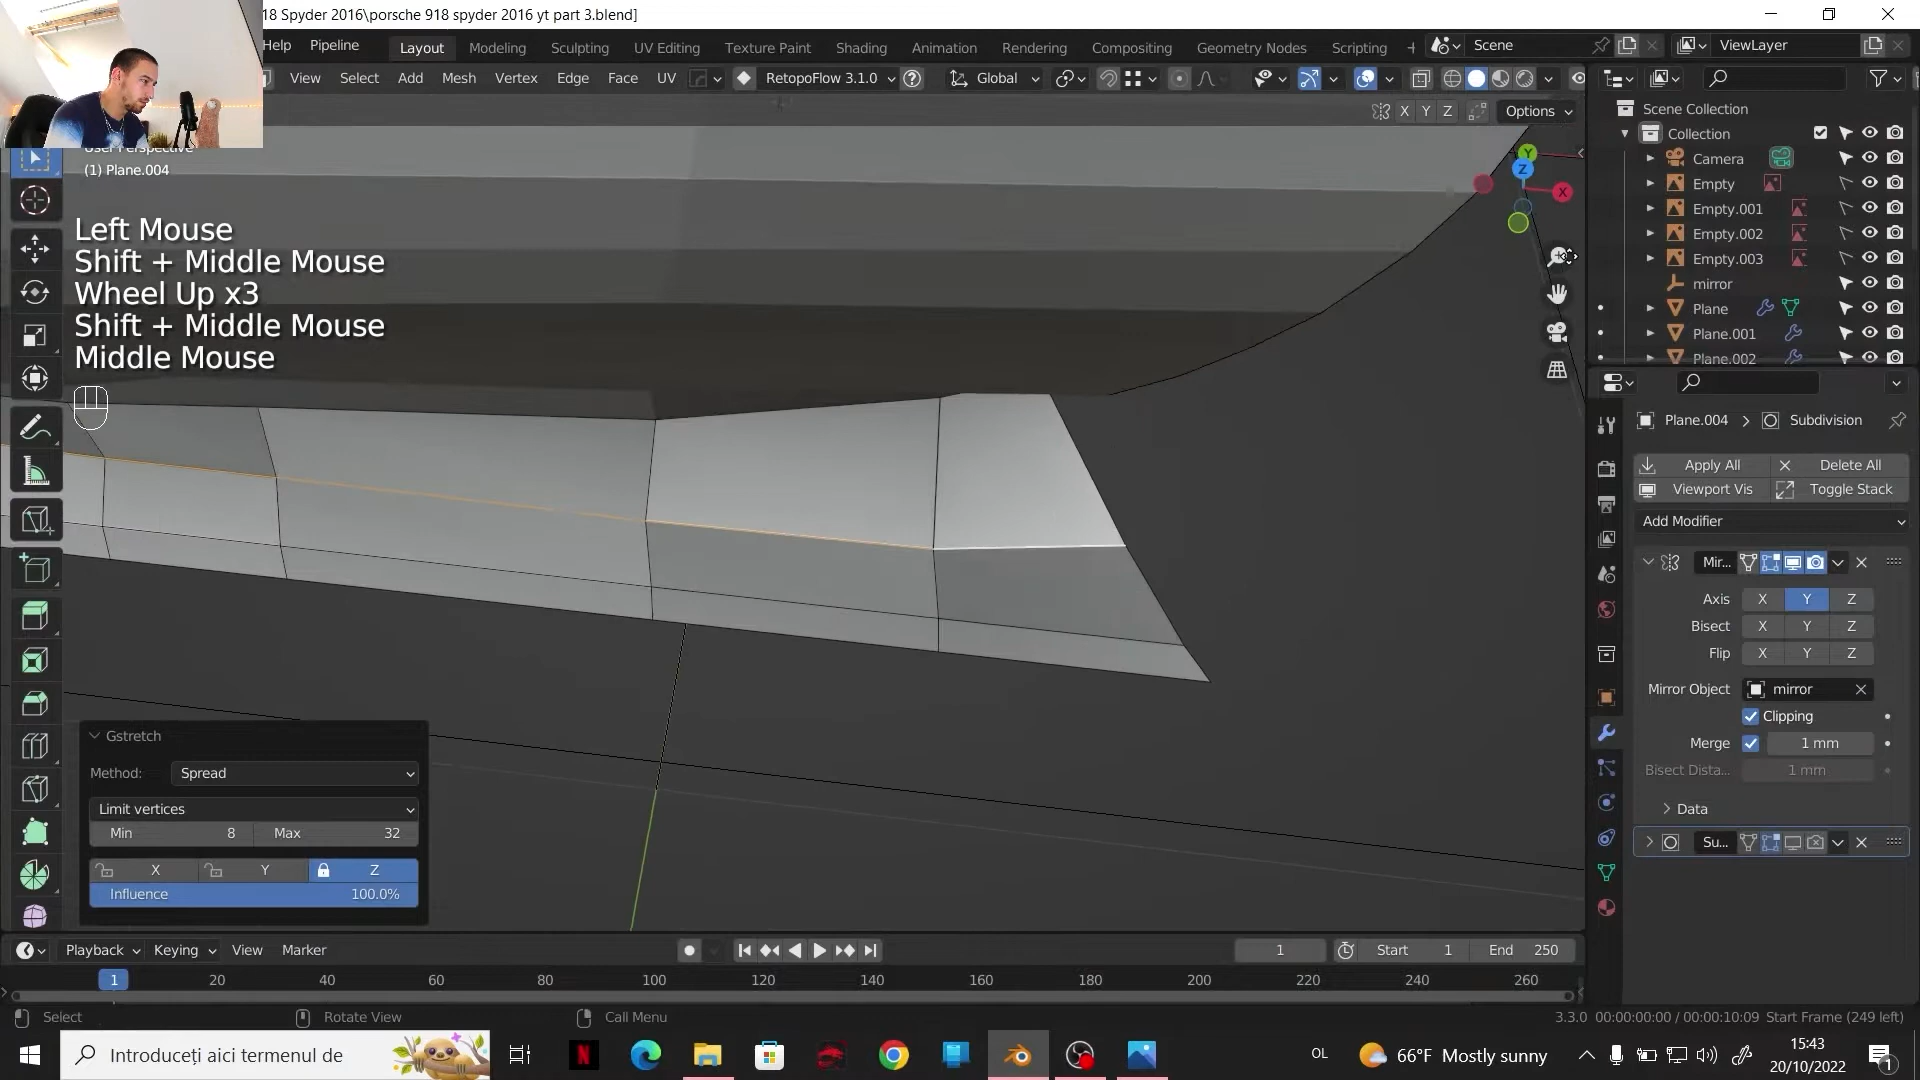 18 Spyder 2016\porsche 918 spyder 2016 yt part 3.blend]
Help Pipeline Layout Modeling Sculpting UV Editing Texture Paint Shading Animation Rendering Compositing Geometry Nodes Scripting + Scene ViewLayer
View Select Add Mesh Vertex Edge Face UV RetopoFlow 3.1.0 Global
X Y Z Options
(1) Plane.004
Left Mouse
Shift + Middle Mouse
Wheel Up x3
Shift + Middle Mouse
Middle Mouse
Y
Z
X
Scene Collection
Collection
Camera
Empty
Empty.001
Empty.002
Empty.003
mirror
Plane
Plane.001
Plane.002
Plane.004 > Subdivision
Apply All Delete All
Viewport Vis Toggle Stack
Add Modifier
Mir...
Axis X Y Z
Bisect X Y Z
Flip X Y Z
Mirror Object mirror
Clipping
Merge 1 mm
Bisect Dista... 1 mm
Data
Su...
Gstretch
Method: Spread
Limit vertices
Min 8 Max 32
X Y Z
Influence 100.0%
Playback Keying View Marker 1 Start 1 End 250
1 20 40 60 80 100 120 140 160 180 200 220 240 260
Select Rotate View Call Menu 3.3.0 00:00:00:00 / 00:00:10:09 Start Frame (249 left)
Introduceți aici termenul de OL 66°F Mostly sunny 15:43
20/10/2022 1